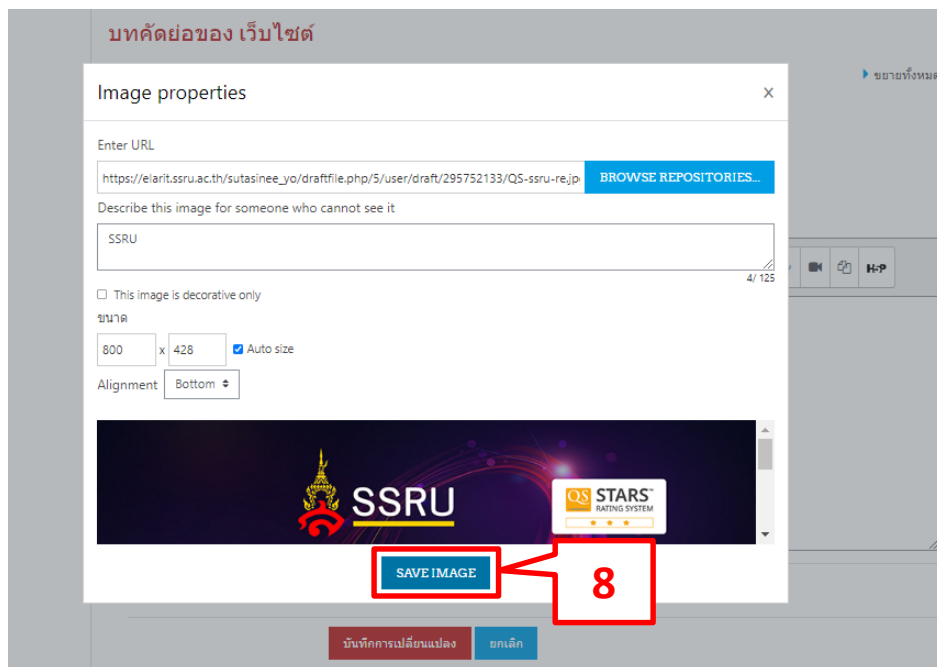 บทคัดย่อของ เว็บไซต์
ขยายทั้งหมด
Image properties
x
Enter URL
https://elarit.ssru.ac.th/sutasinee_yo/draftfile.php/5/user/draft/295752133/QS-ssru-re.jp
BROWSE REPOSITORIES...
Describe this image for someone who cannot see it
SSRU
4/ 125
H5P
This image is decorative only
ขนาด
800 x 428 Auto size
Alignment Bottom
SSRU
QS STARS™
RATING SYSTEM
SAVE IMAGE
8
บันทึกการเปลี่ยนแปลง ยกเลิก